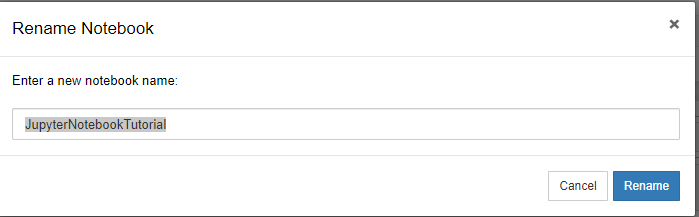 Rename Notebook
×
Enter a new notebook name:
JupyterNotebookTutorial
Cancel
Rename